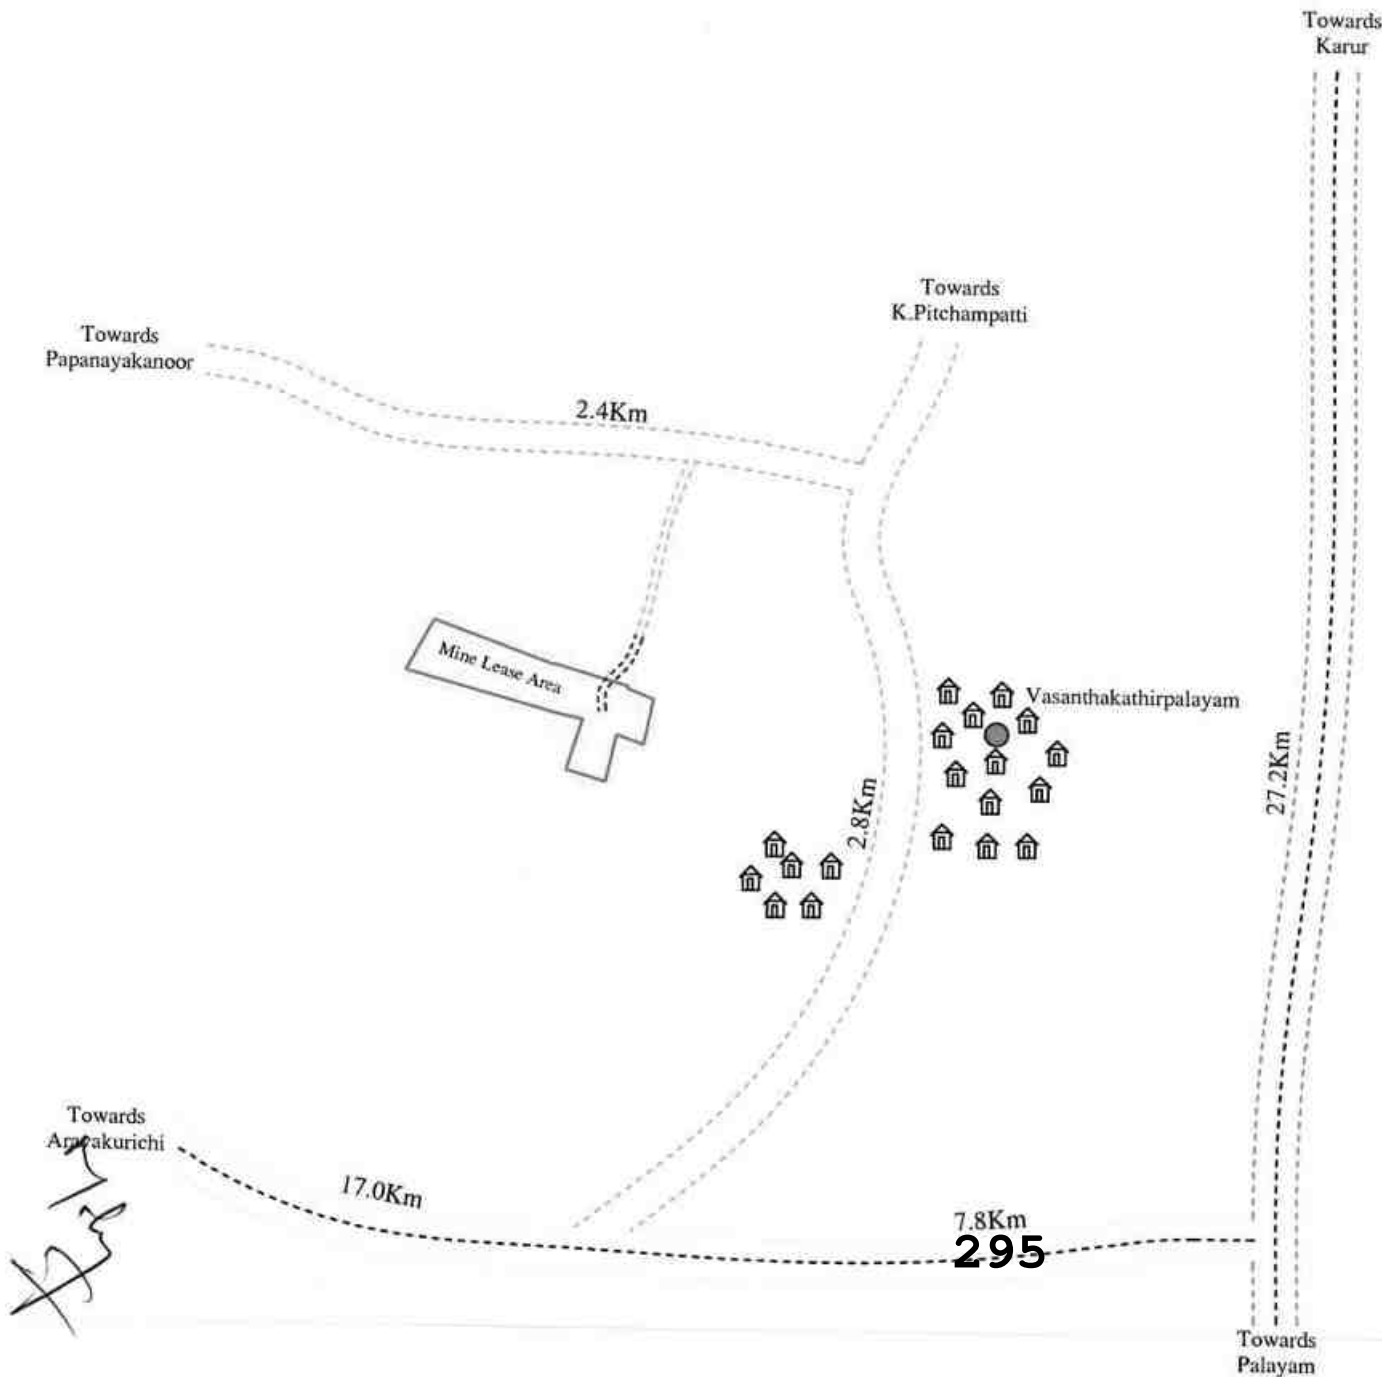 Towards
Karur
Towards
K.Pitchampatti
Towards
Papanayakanoor
2.4Km
Mine Lease Area
Vasanthakathirpalayam
27.2Km
2.8Km
Towards
Aravakurichi
17.0Km
7.8Km
295
Towards
Palayam